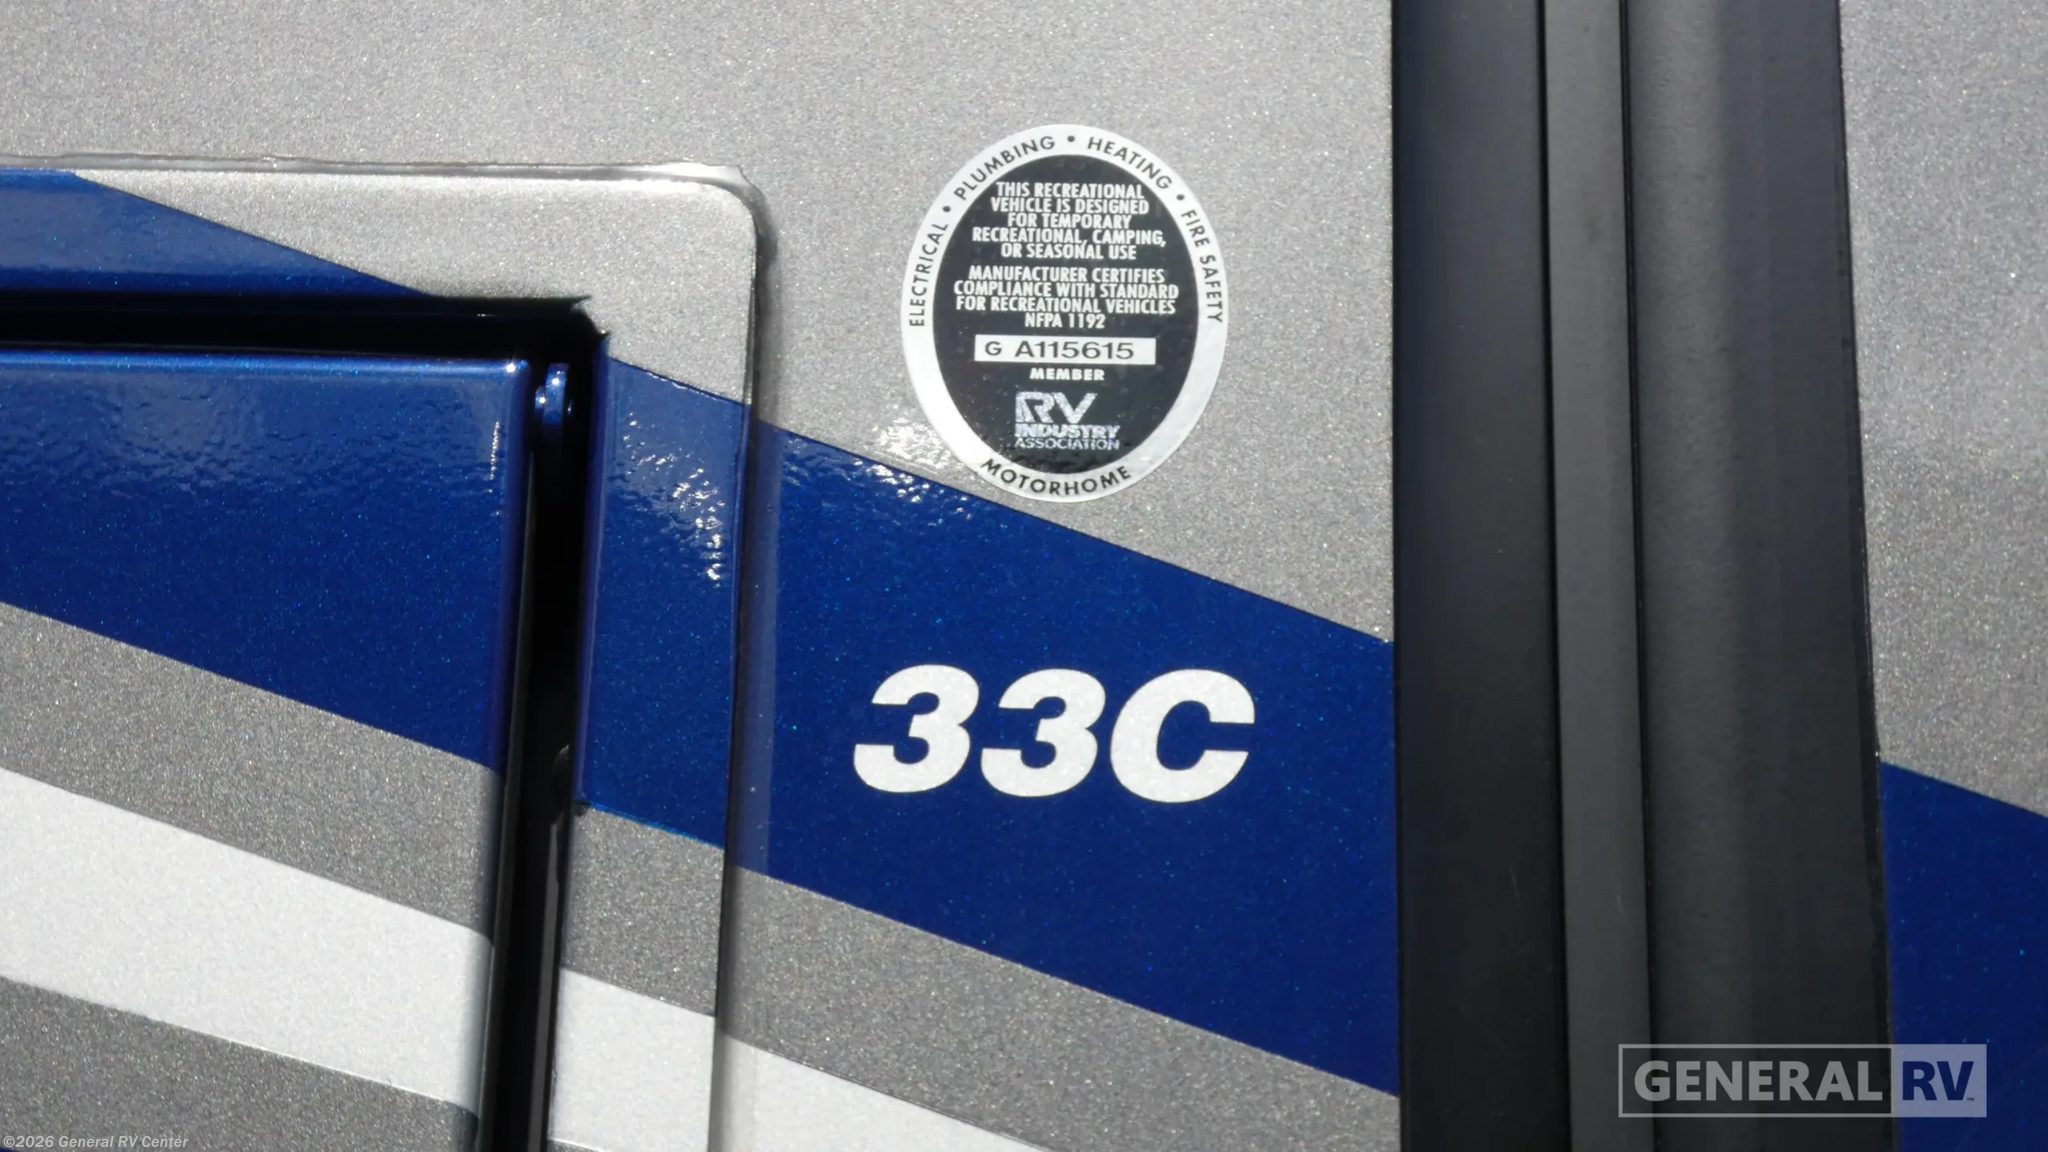 ELECTRICAL • PLUMBING • HEATING • FIRE SAFETY
THIS RECREATIONAL
VEHICLE IS DESIGNED
FOR TEMPORARY
RECREATIONAL, CAMPING,
OR SEASONAL USE
MANUFACTURER CERTIFIES
COMPLIANCE WITH STANDARD
FOR RECREATIONAL VEHICLES
NFPA 1192
G A115615
MEMBER
RV
INDUSTRY
ASSOCIATION
MOTORHOME
33C
GENERAL RV™
©2026 General RV Center